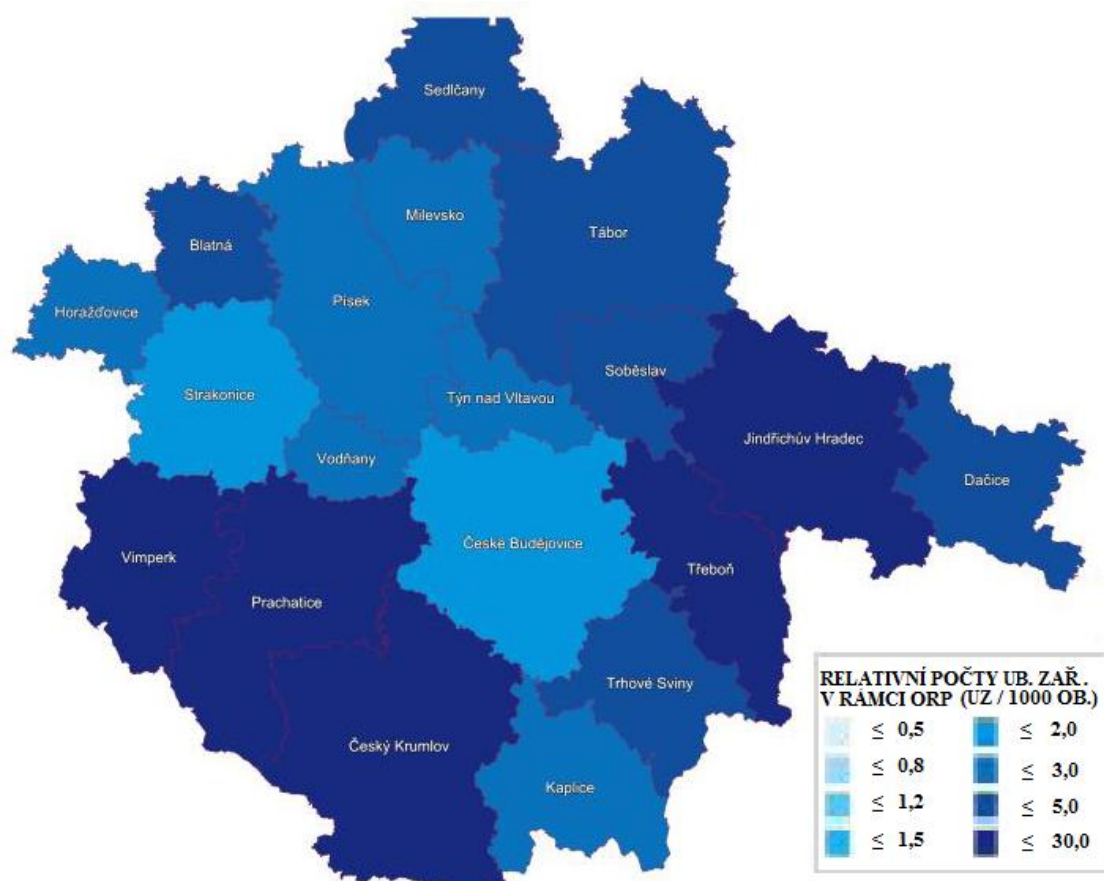 Sedlčany
Milevsko
Tábor
Blatná
Písek
Horažďovice
Soběslav
Strakonice
Týn nad Vltavou
Jindřichův Hradec
Vodňany
Dačice
České Budějovice
Vimperk
Třeboň
Prachatice
Trhové Sviny
Český Krumlov
Kaplice
RELATIVNÍ POČTY UB. ZAŘ.
V RÁMCI ORP (UZ / 1000 OB.)
≤ 0,5 ≤ 2,0
≤ 0,8 ≤ 3,0
≤ 1,2 ≤ 5,0
≤ 1,5 ≤ 30,0